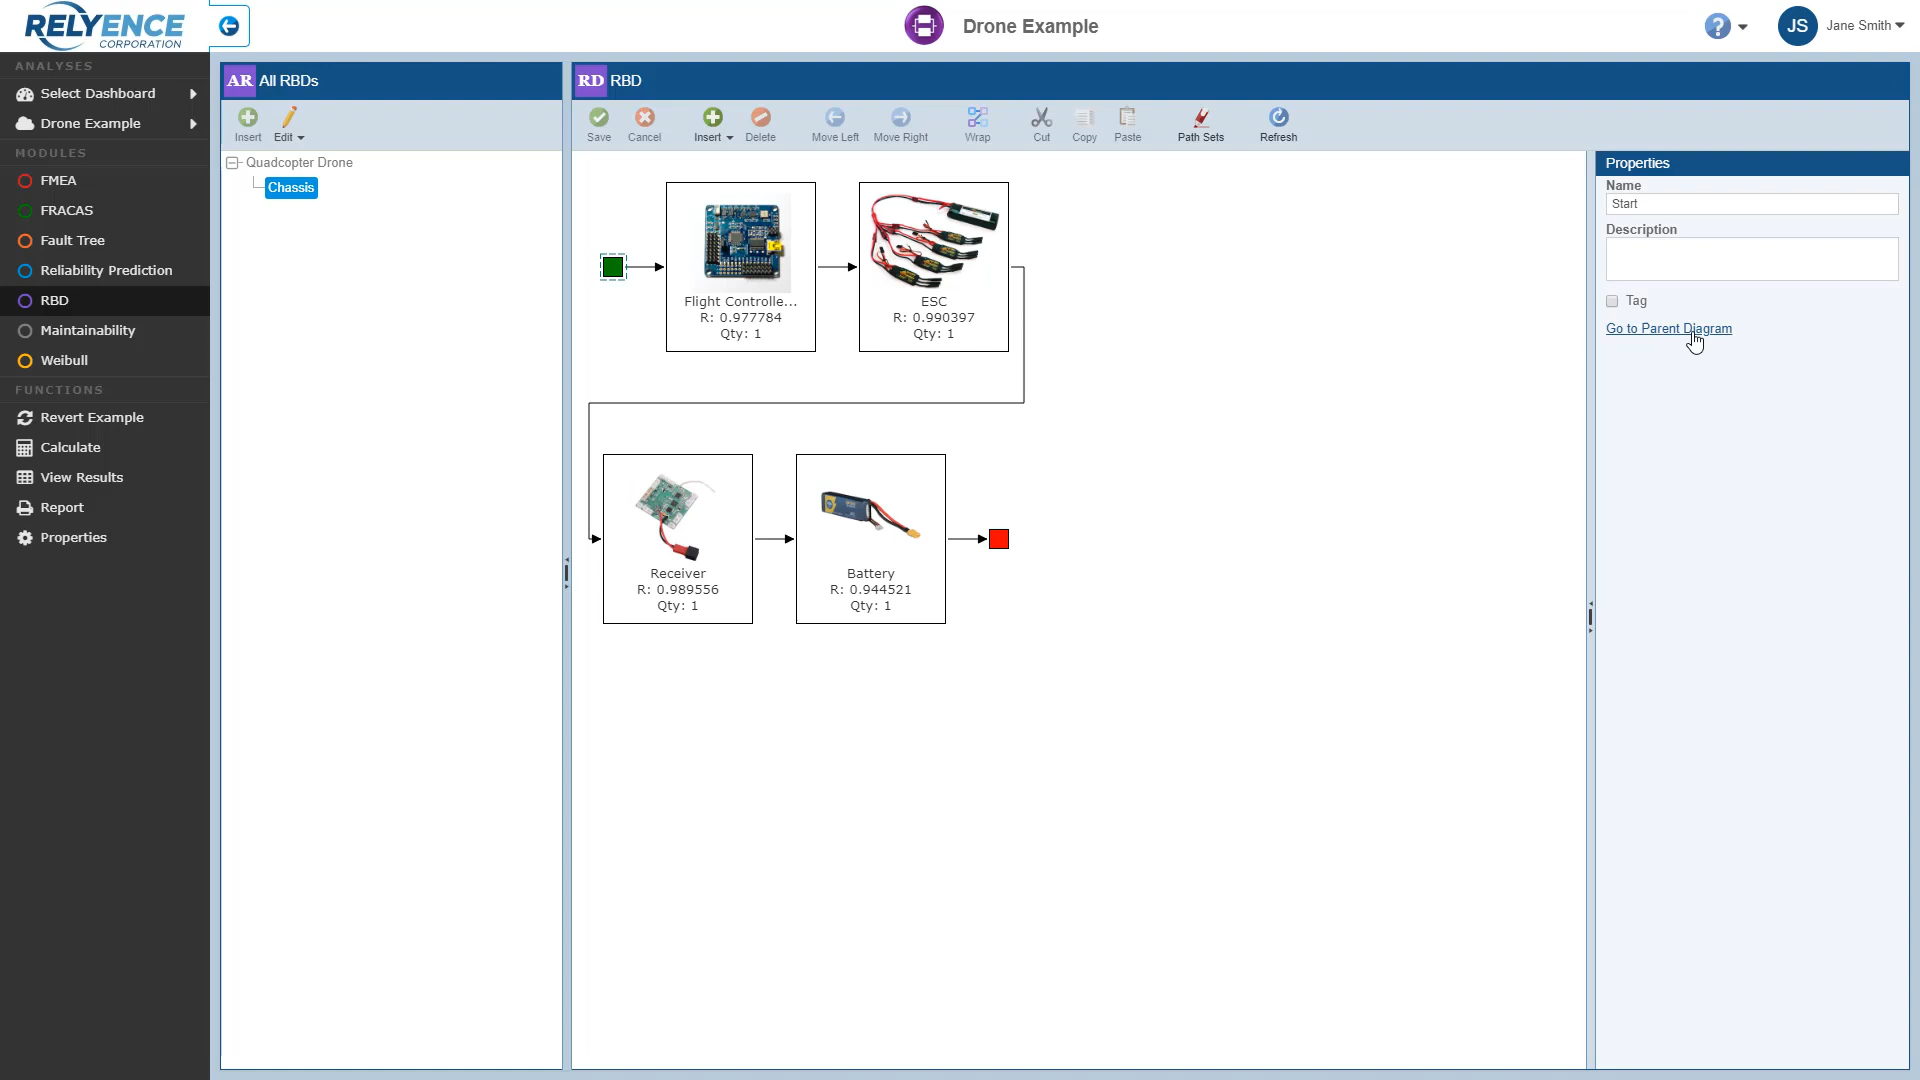 RELYENCE
CORPORATION
Drone Example
?
JS
Jane Smith
ANALYSES
Select Dashboard
Drone Example
MODULES
FMEA
FRACAS
Fault Tree
Reliability Prediction
RBD
Maintainability
Weibull
FUNCTIONS
Revert Example
Calculate
View Results
Report
Properties
AR All RBDs
Insert
Edit
Quadcopter Drone
Chassis
RD RBD
Save
Cancel
Insert
Delete
Move Left
Move Right
Wrap
Cut
Copy
Paste
Path Sets
Refresh
Flight Controlle...
R: 0.977784
Qty: 1
ESC
R: 0.990397
Qty: 1
Receiver
R: 0.989556
Qty: 1
Battery
R: 0.944521
Qty: 1
Properties
Name
Start
Description
Tag
Go to Parent Diagram